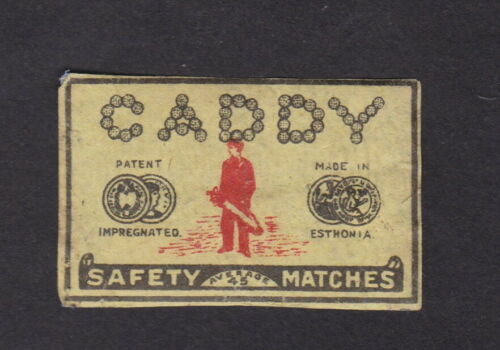 CADDY
PATENT
MADE IN
IMPREGNATED.
ESTHONIA
"SAFETY AVERAGE 45 MATCHES"